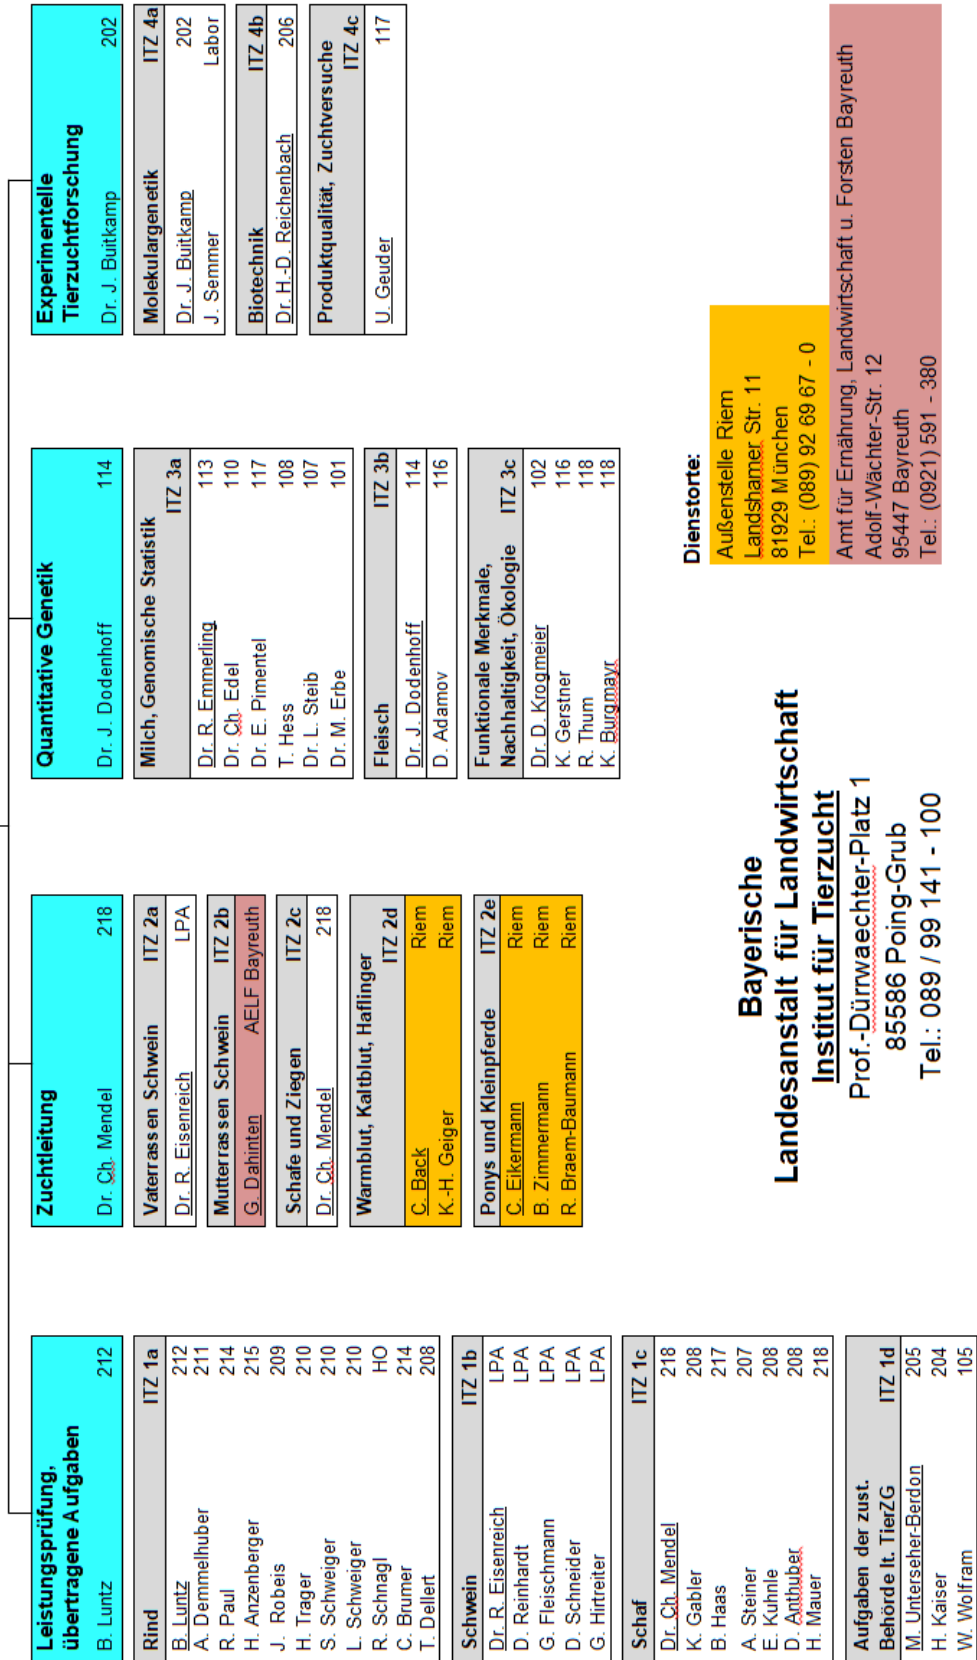 Leistungsprüfung,
übertragene Aufgaben
B. Luntz 212
Rind ITZ 1a
B. Luntz 212
A. Demmelhuber 211
R. Paul 214
H. Anzenberger 215
J. Robeis 209
H. Trager 210
S. Schweiger 210
L. Schweiger 210
R. Schnagl HO
C. Brumer 214
T. Dellert 208
Schwein ITZ 1b
Dr. R. Eisenreich LPA
D. Reinhardt LPA
G. Fleischmann LPA
D. Schneider LPA
G. Hirtreiter LPA
Schaf ITZ 1c
Dr. Ch. Mendel 218
K. Gabler 208
B. Haas 217
A. Steiner 207
E. Kuhnle 208
D. Anthuber 208
H. Mauer 218
Aufgaben der zust.
Behörde lt. TierZG ITZ 1d
M. Unterseher-Berdon 205
H. Kaiser 204
W. Wolfram 105
Zuchtleitung
Dr. Ch. Mendel 218
Vaterrassen Schwein ITZ 2a
Dr. R. Eisenreich LPA
Mutterrassen Schwein ITZ 2b
G. Dahinten AELF Bayreuth
Schafe und Ziegen ITZ 2c
Dr. Ch. Mendel 218
Warmblut, Kaltblut, Haflinger
ITZ 2d
C. Back Riem
K.-H. Geiger Riem
Ponys und Kleinpferde ITZ 2e
C. Eikermann Riem
B. Zimmermann Riem
R. Braem-Baumann Riem
Quantitative Genetik
Dr. J. Dodenhoff 114
Milch, Genomische Statistik
ITZ 3a
Dr. R. Emmerling 113
Dr. Ch. Edel 110
Dr. E. Pimentel 117
T. Hess 108
Dr. L. Steib 107
Dr. M. Erbe 101
Fleisch ITZ 3b
Dr. J. Dodenhoff 114
D. Adamov 116
Funktionale Merkmale,
Nachhaltigkeit, Ökologie ITZ 3c
Dr. D. Krogmeier 102
K. Gerstner 116
R. Thum 118
K. Burgmayr 118
Experimentelle
Tierzuchtforschung
Dr. J. Buitkamp 202
Molekulargenetik ITZ 4a
Dr. J. Buitkamp 202
J. Semmer Labor
Biotechnik ITZ 4b
Dr. H.-D. Reichenbach 206
Produktqualität, Zuchtversuche
ITZ 4c
U. Geuder 117
Bayerische
Landesanstalt für Landwirtschaft
Institut für Tierzucht
Prof.-Dürrwaechter-Platz 1
85586 Poing-Grub
Tel.: 089 / 99 141 - 100
Dienstorte:
Außenstelle Riem
Landshamer Str. 11
81929 München
Tel.: (089) 92 69 67 - 0
Amt für Ernährung, Landwirtschaft u. Forsten Bayreuth
Adolf-Wächter-Str. 12
95447 Bayreuth
Tel.: (0921) 591 - 380